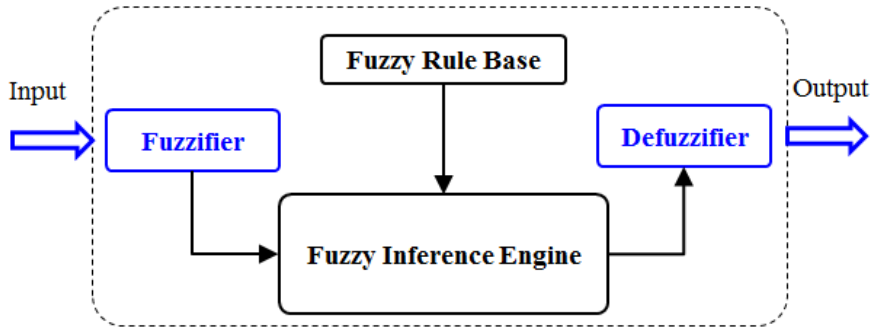 Fuzzy Rule Base
Input
Output
Fuzzifier
Defuzzifier
Fuzzy Inference Engine